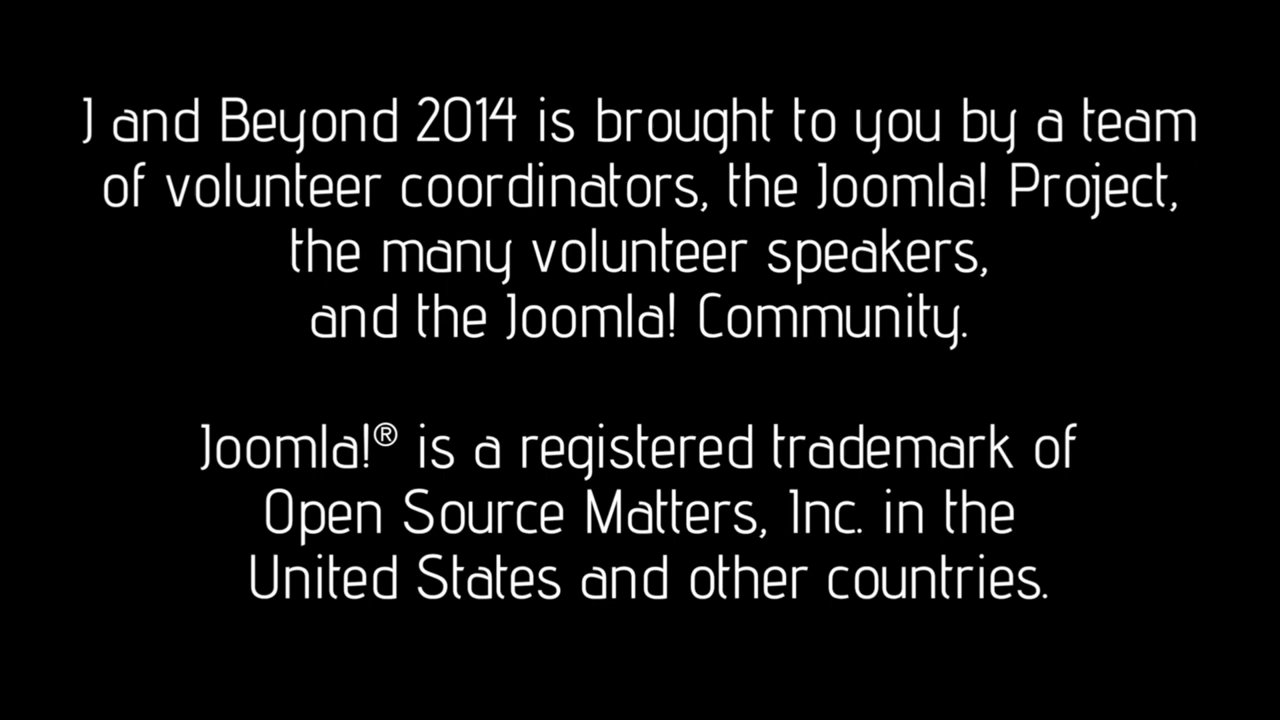 J and Beyond 2014 is brought to you by a team
of volunteer coordinators, the Joomla! Project,
the many volunteer speakers,
and the Joomla! Community.
Joomla!® is a registered trademark of
Open Source Matters, Inc. in the
United States and other countries.